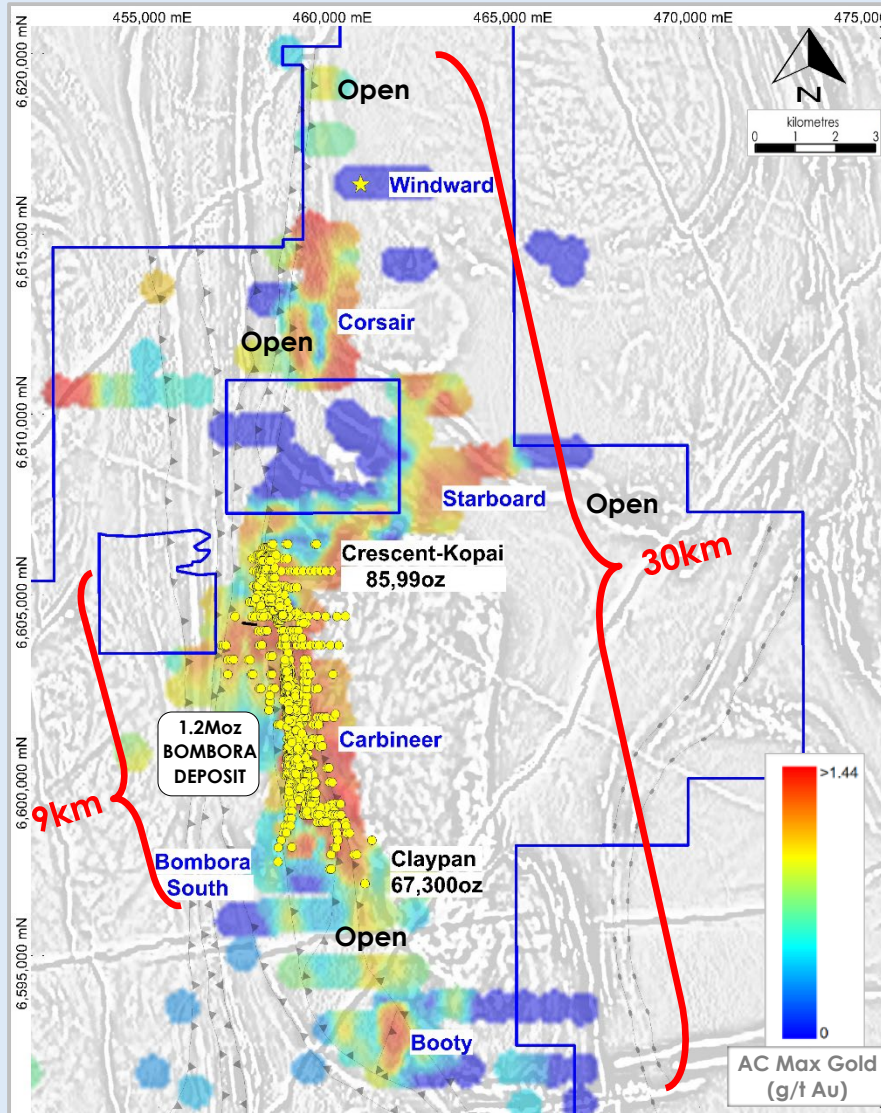 455,000 mE
460,000 mE
465,000 mE
470,000 mE
475,00
6,620,000 mN
6,615,000 mN
6,610,000 mN
6,605,000 mN
6,600,000 mN
6,595,000 mN
N
kilometres
0 1 2 3
Open
Windward
Corsair
Open
Starboard
Open
Crescent-Kopai
85,99oz
30km
1.2Moz
BOMBORA
DEPOSIT
Carbineer
9km
Bombora
South
Claypan
67,300oz
Open
Booty
>1.44
0
AC Max Gold
(g/t Au)